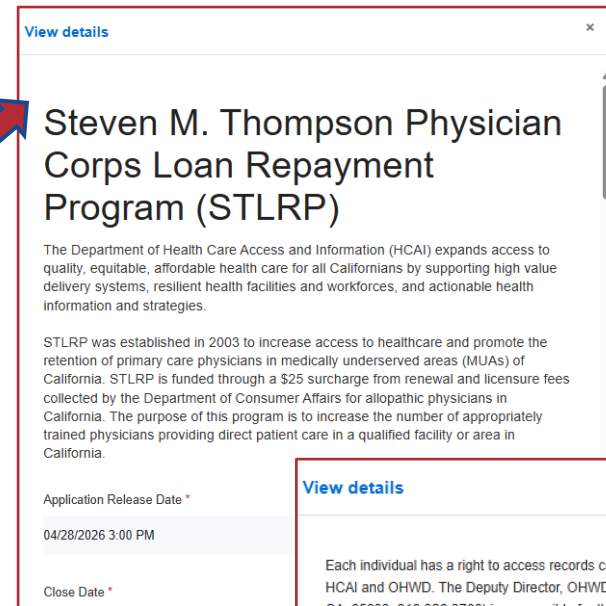 View details
×
Steven M. Thompson Physician
Corps Loan Repayment
Program (STLRP)
The Department of Health Care Access and Information (HCAI) expands access to
quality, equitable, affordable health care for all Californians by supporting high value
delivery systems, resilient health facilities and workforces, and actionable health
information and strategies.
STLRP was established in 2003 to increase access to healthcare and promote the
retention of primary care physicians in medically underserved areas (MUAs) of
California. STLRP is funded through a $25 surcharge from renewal and licensure fees
collected by the Department of Consumer Affairs for allopathic physicians in
California. The purpose of this program is to increase the number of appropriately
trained physicians providing direct patient care in a qualified facility or area in
California.
Application Release Date *
04/28/2026 3:00 PM
Close Date *
View details
Each individual has a right to access records
HCAI and OHWD. The Deputy Director, OHWD